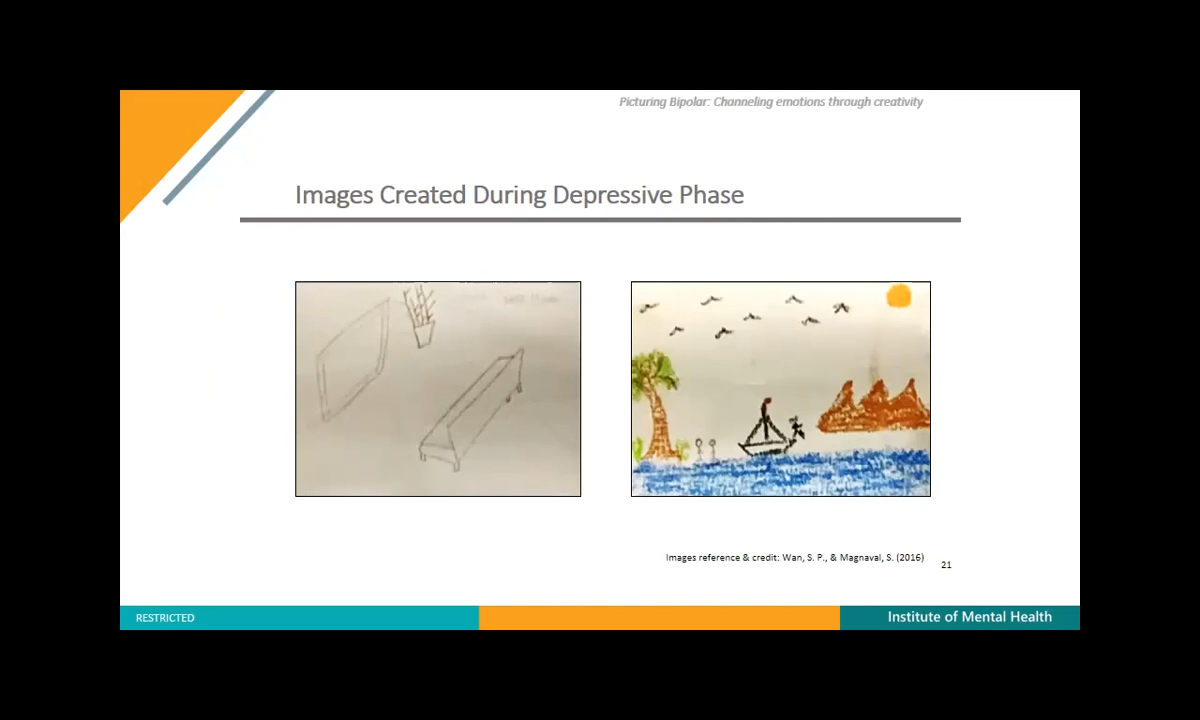 Picturing Bipolar: Channeling emotions through creativity
Images Created During Depressive Phase
Images reference & credit: Wan, S. P., & Magnaval, S. (2016)
21
RESTRICTED
Institute of Mental Health